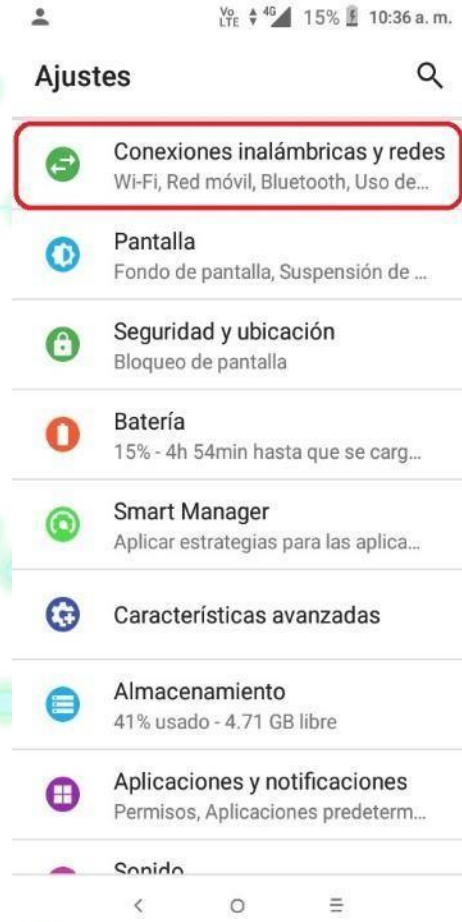 Vo LTE 4G 15% 10:36 a. m.
Ajustes
Conexiones inalámbricas y redes
Wi-Fi, Red móvil, Bluetooth, Uso de...
Pantalla
Fondo de pantalla, Suspensión de ...
Seguridad y ubicación
Bloqueo de pantalla
Batería
15% - 4h 54min hasta que se carg...
Smart Manager
Aplicar estrategias para las aplica...
Características avanzadas
Almacenamiento
41% usado - 4.71 GB libre
Aplicaciones y notificaciones
Permisos, Aplicaciones predeterm...
Sonido